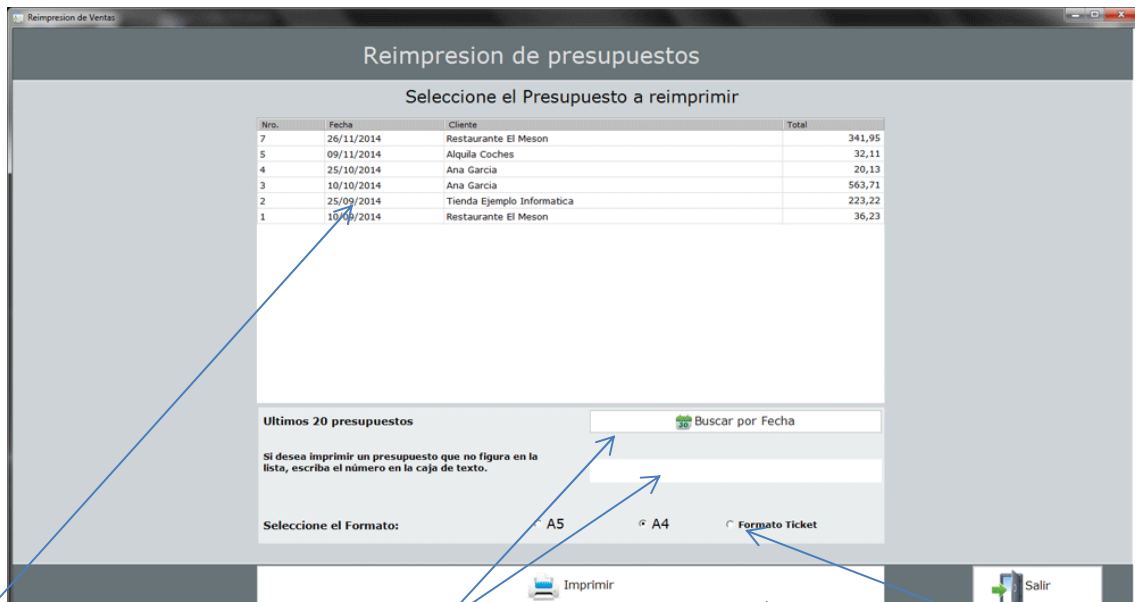 Reimpresion de Ventas
Reimpresion de presupuestos
Seleccione el Presupuesto a reimprimir
Nro. Fecha Cliente Total
7 26/11/2014 Restaurante El Meson 341,95
5 09/11/2014 Alquila Coches 32,11
4 25/10/2014 Ana Garcia 20,13
3 10/10/2014 Ana Garcia 563,71
2 25/09/2014 Tienda Ejemplo Informatica 223,22
1 10/09/2014 Restaurante El Meson 36,23
Ultimos 20 presupuestos
30 Buscar por Fecha
Si desea imprimir un presupuesto que no figura en la
lista, escriba el número en la caja de texto.
Seleccione el Formato: A5 A4 Formato Ticket
Imprimir
Salir